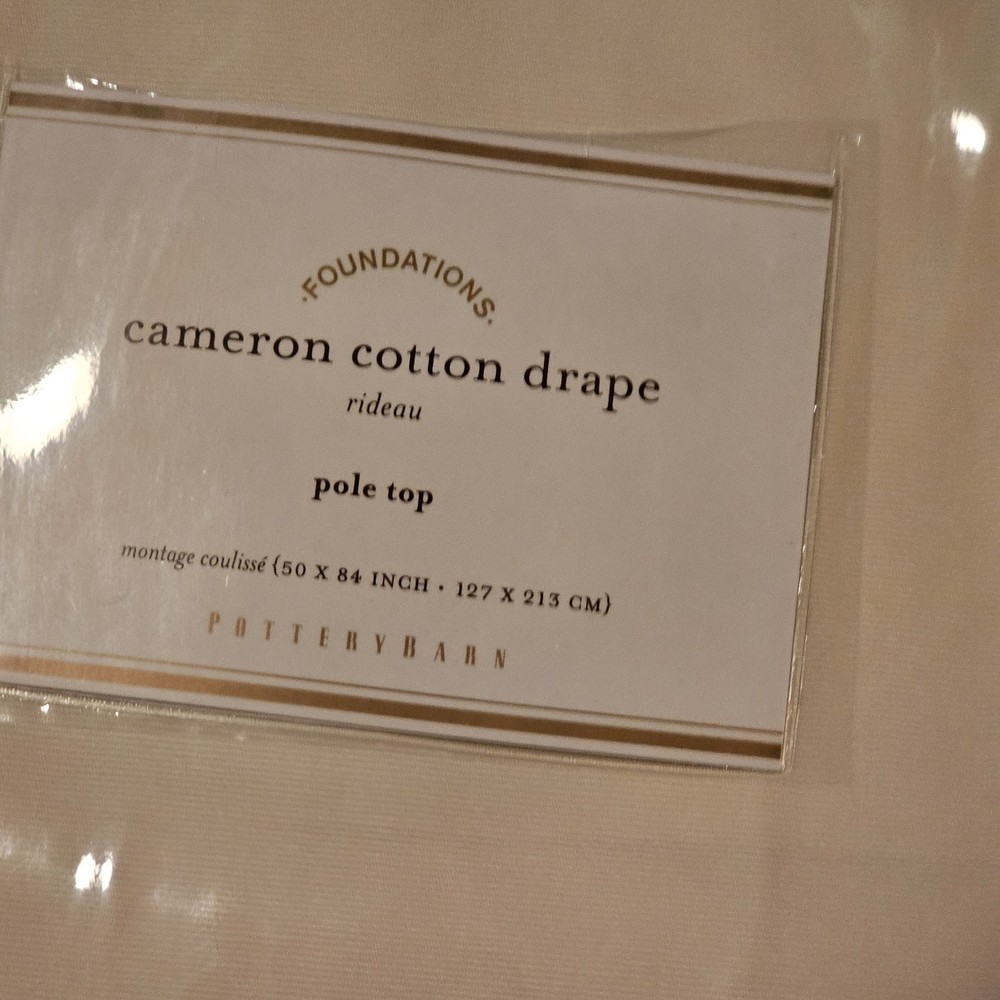 ·FOUNDATIONS·
cameron cotton drape
rideau
pole top
montage coulissé {50 X 84 INCH · 127 X 213 CM}
POTTERYBARN